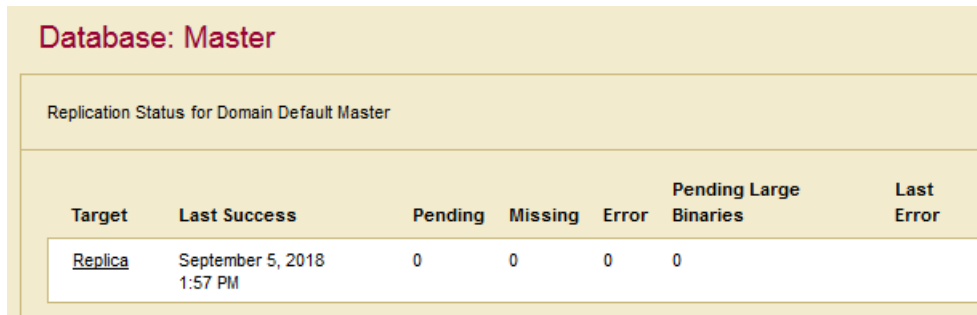 Database: Master
Replication Status for Domain Default Master
Target Last Success Pending Missing Error Pending Large Binaries Last Error
Replica September 5, 2018 1:57 PM 0 0 0 0